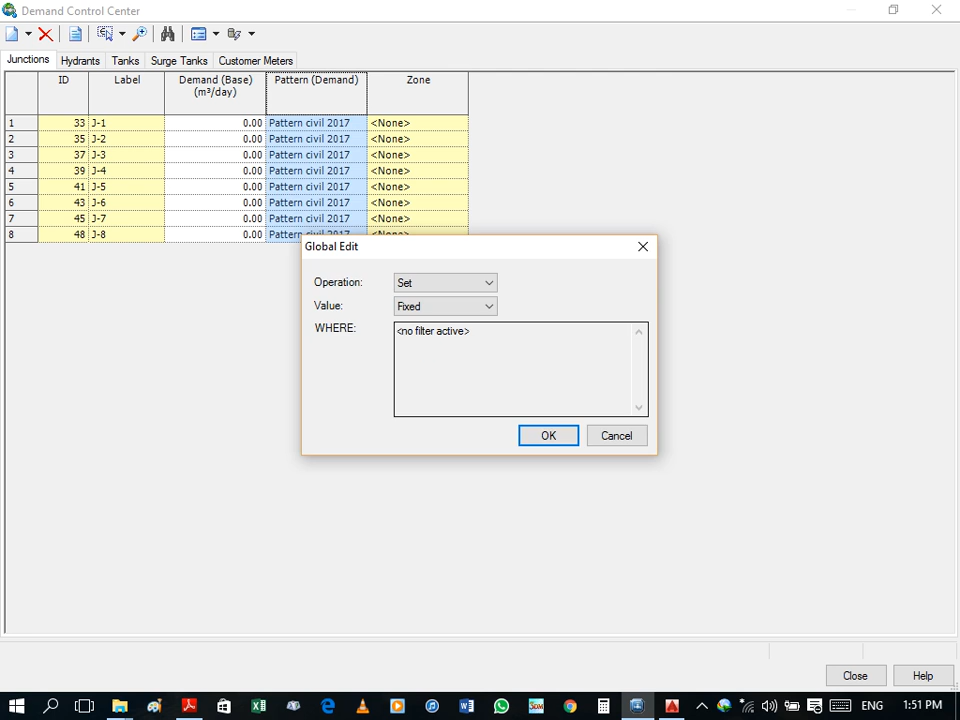 Demand Control Center
Junctions Hydrants Tanks Surge Tanks Customer Meters
ID Label Demand (Base) (m³/day) Pattern (Demand) Zone
1 33 J-1 0.00 Pattern civil 2017 <None>
2 35 J-2 0.00 Pattern civil 2017 <None>
3 37 J-3 0.00 Pattern civil 2017 <None>
4 39 J-4 0.00 Pattern civil 2017 <None>
5 41 J-5 0.00 Pattern civil 2017 <None>
6 43 J-6 0.00 Pattern civil 2017 <None>
7 45 J-7 0.00 Pattern civil 2017 <None>
8 48 J-8 0.00 Pattern civil 2017 <None>
Global Edit
Operation: Set
Value: Fixed
WHERE: <no filter active>
OK Cancel
Close Help
ENG 1:51 PM